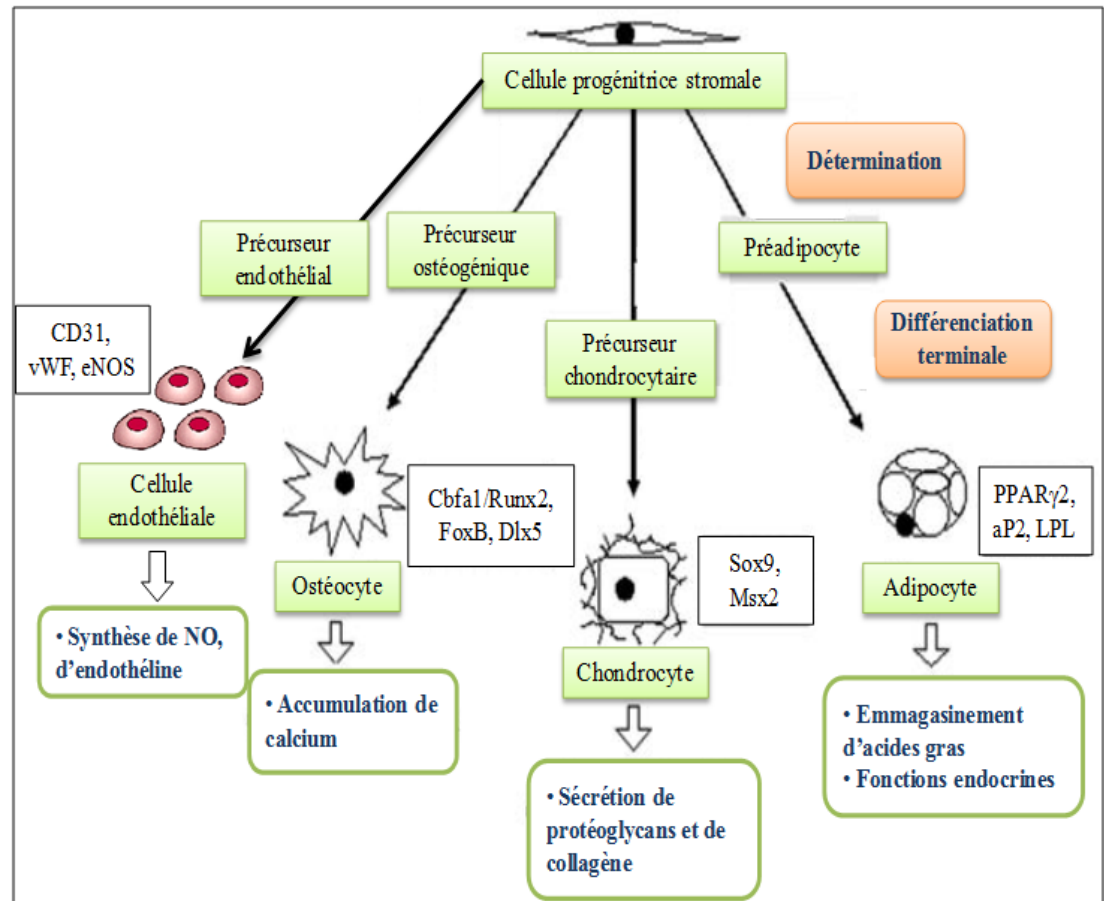 Cellule progénitrice stromale
Détermination
Précurseur
endothélial
Précurseur
ostéogénique
Préadipocyte
CD31,
vWF, eNOS
Précurseur
chondrocytaire
Différenciation
terminale
Cellule
endothéliale
Cbfa1/Runx2,
FoxB, Dlx5
PPARγ2,
aP2, LPL
Ostéocyte
Sox9,
Msx2
Adipocyte
• Synthèse de NO,
d’endothéline
Chondrocyte
• Accumulation de
calcium
• Emmagasinement
d’acides gras
• Fonctions endocrines
• Sécrétion de
protéoglycans et de
collagène